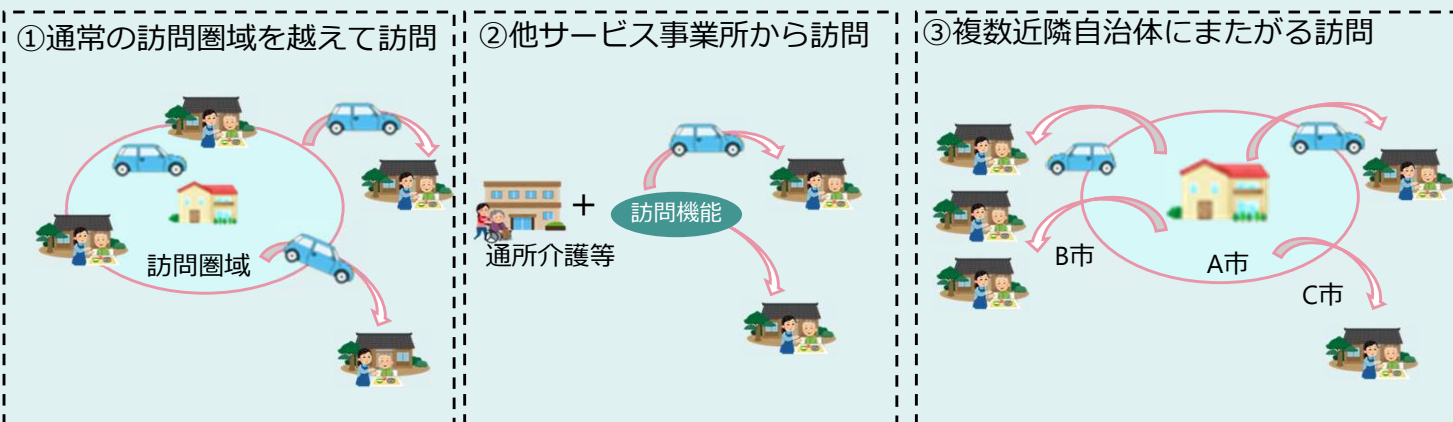 ①通常の訪問圏域を越えて訪問
訪問圏域
②他サービス事業所から訪問
+
訪問機能
通所介護等
③複数近隣自治体にまたがる訪問
B市
A市
C市